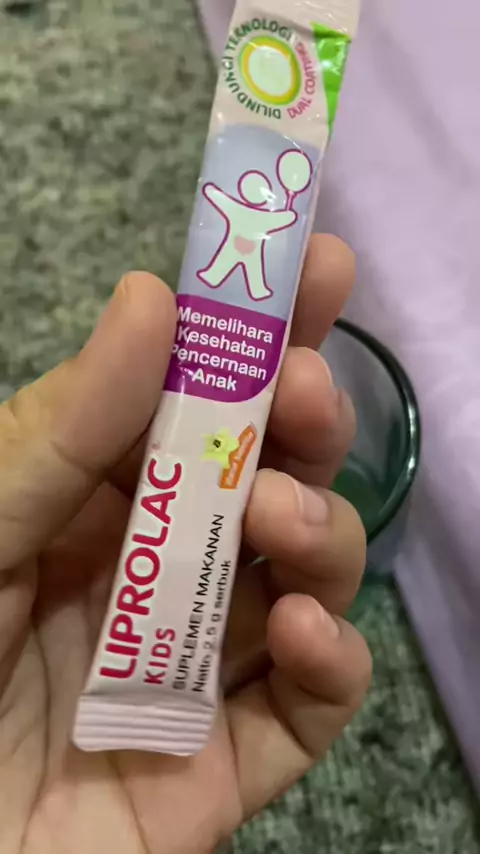 DILINDUNGI TEKNOLOGI
DUAL COATING
Memelihara
Kesehatan
Pencernaan
Anak
LIPROLAC
KIDS
SUPLEMEN MAKANAN
Netto 2,5 g serbuk